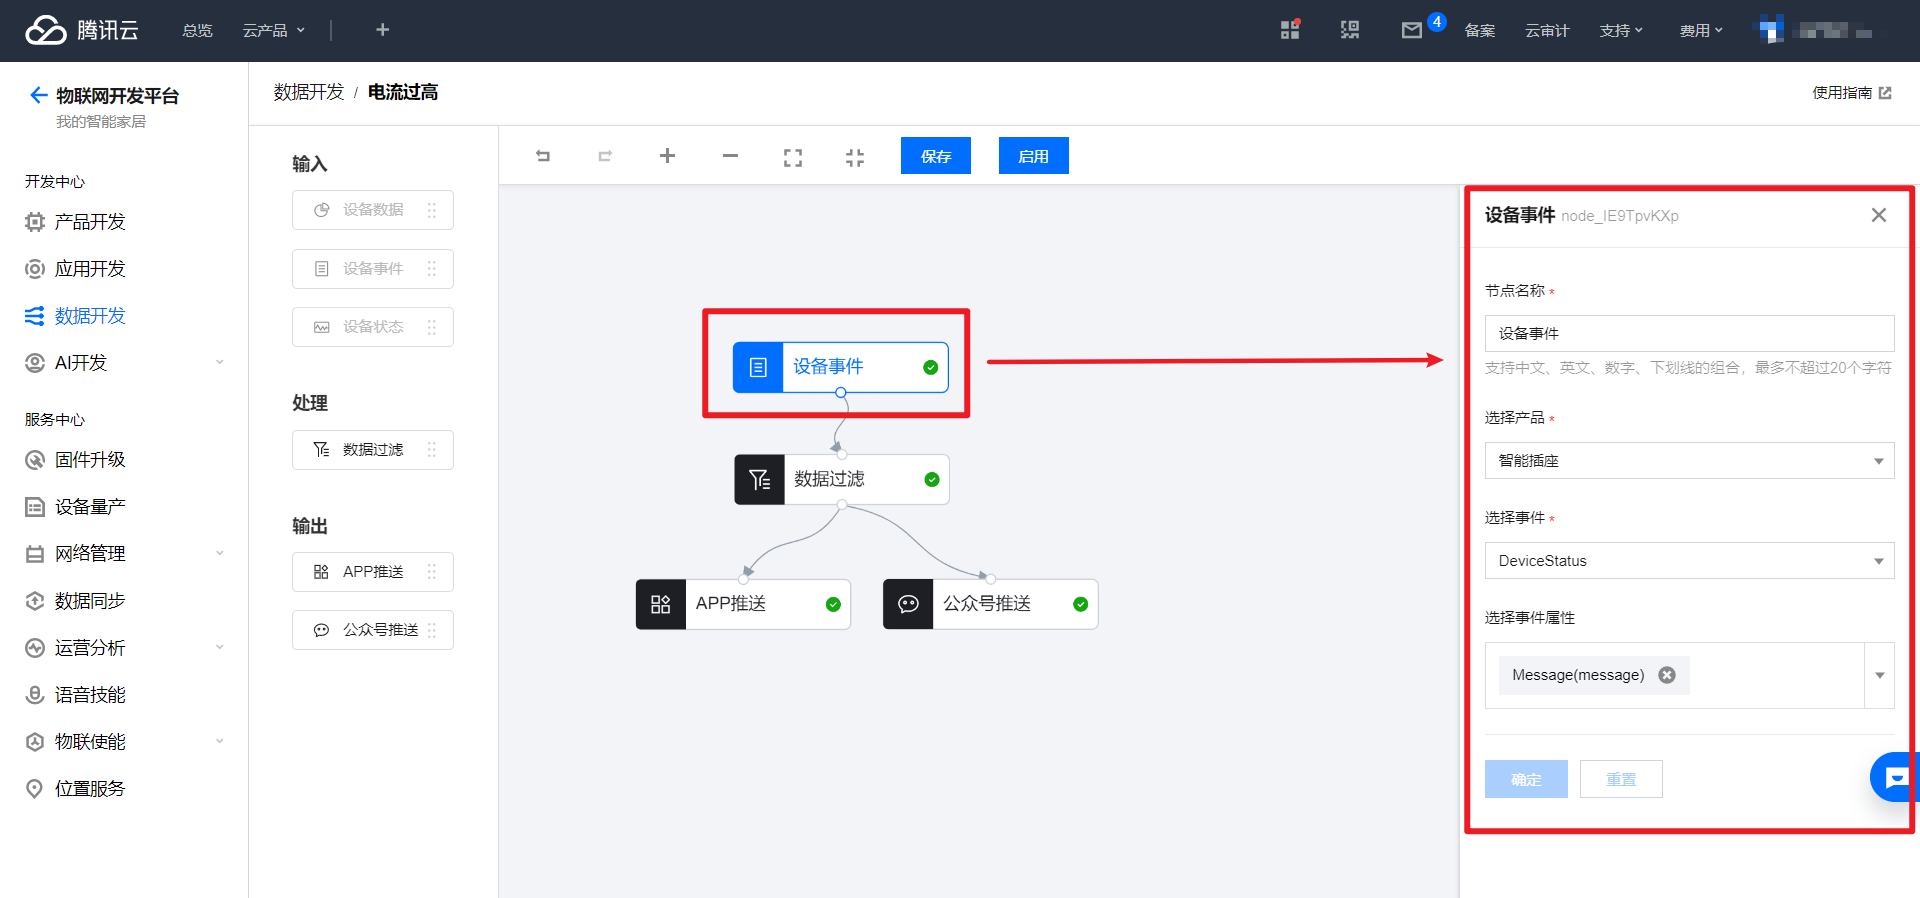 腾讯云
总览
云产品
4
备案
云审计
支持
费用
物联网开发平台
我的智能家居
开发中心
产品开发
应用开发
数据开发
AI开发
服务中心
固件升级
设备量产
网络管理
数据同步
运营分析
语音技能
物联使能
位置服务
数据开发 / 电流过高
使用指南
输入
设备数据
设备事件
设备状态
处理
数据过滤
输出
APP推送
公众号推送
保存
启用
设备事件
数据过滤
APP推送
公众号推送
设备事件 node_IE9TpvKXp
节点名称 *
设备事件
支持中文、英文、数字、下划线的组合，最多不超过20个字符
选择产品 *
智能插座
选择事件 *
DeviceStatus
选择事件属性
Message(message)
确定
重置